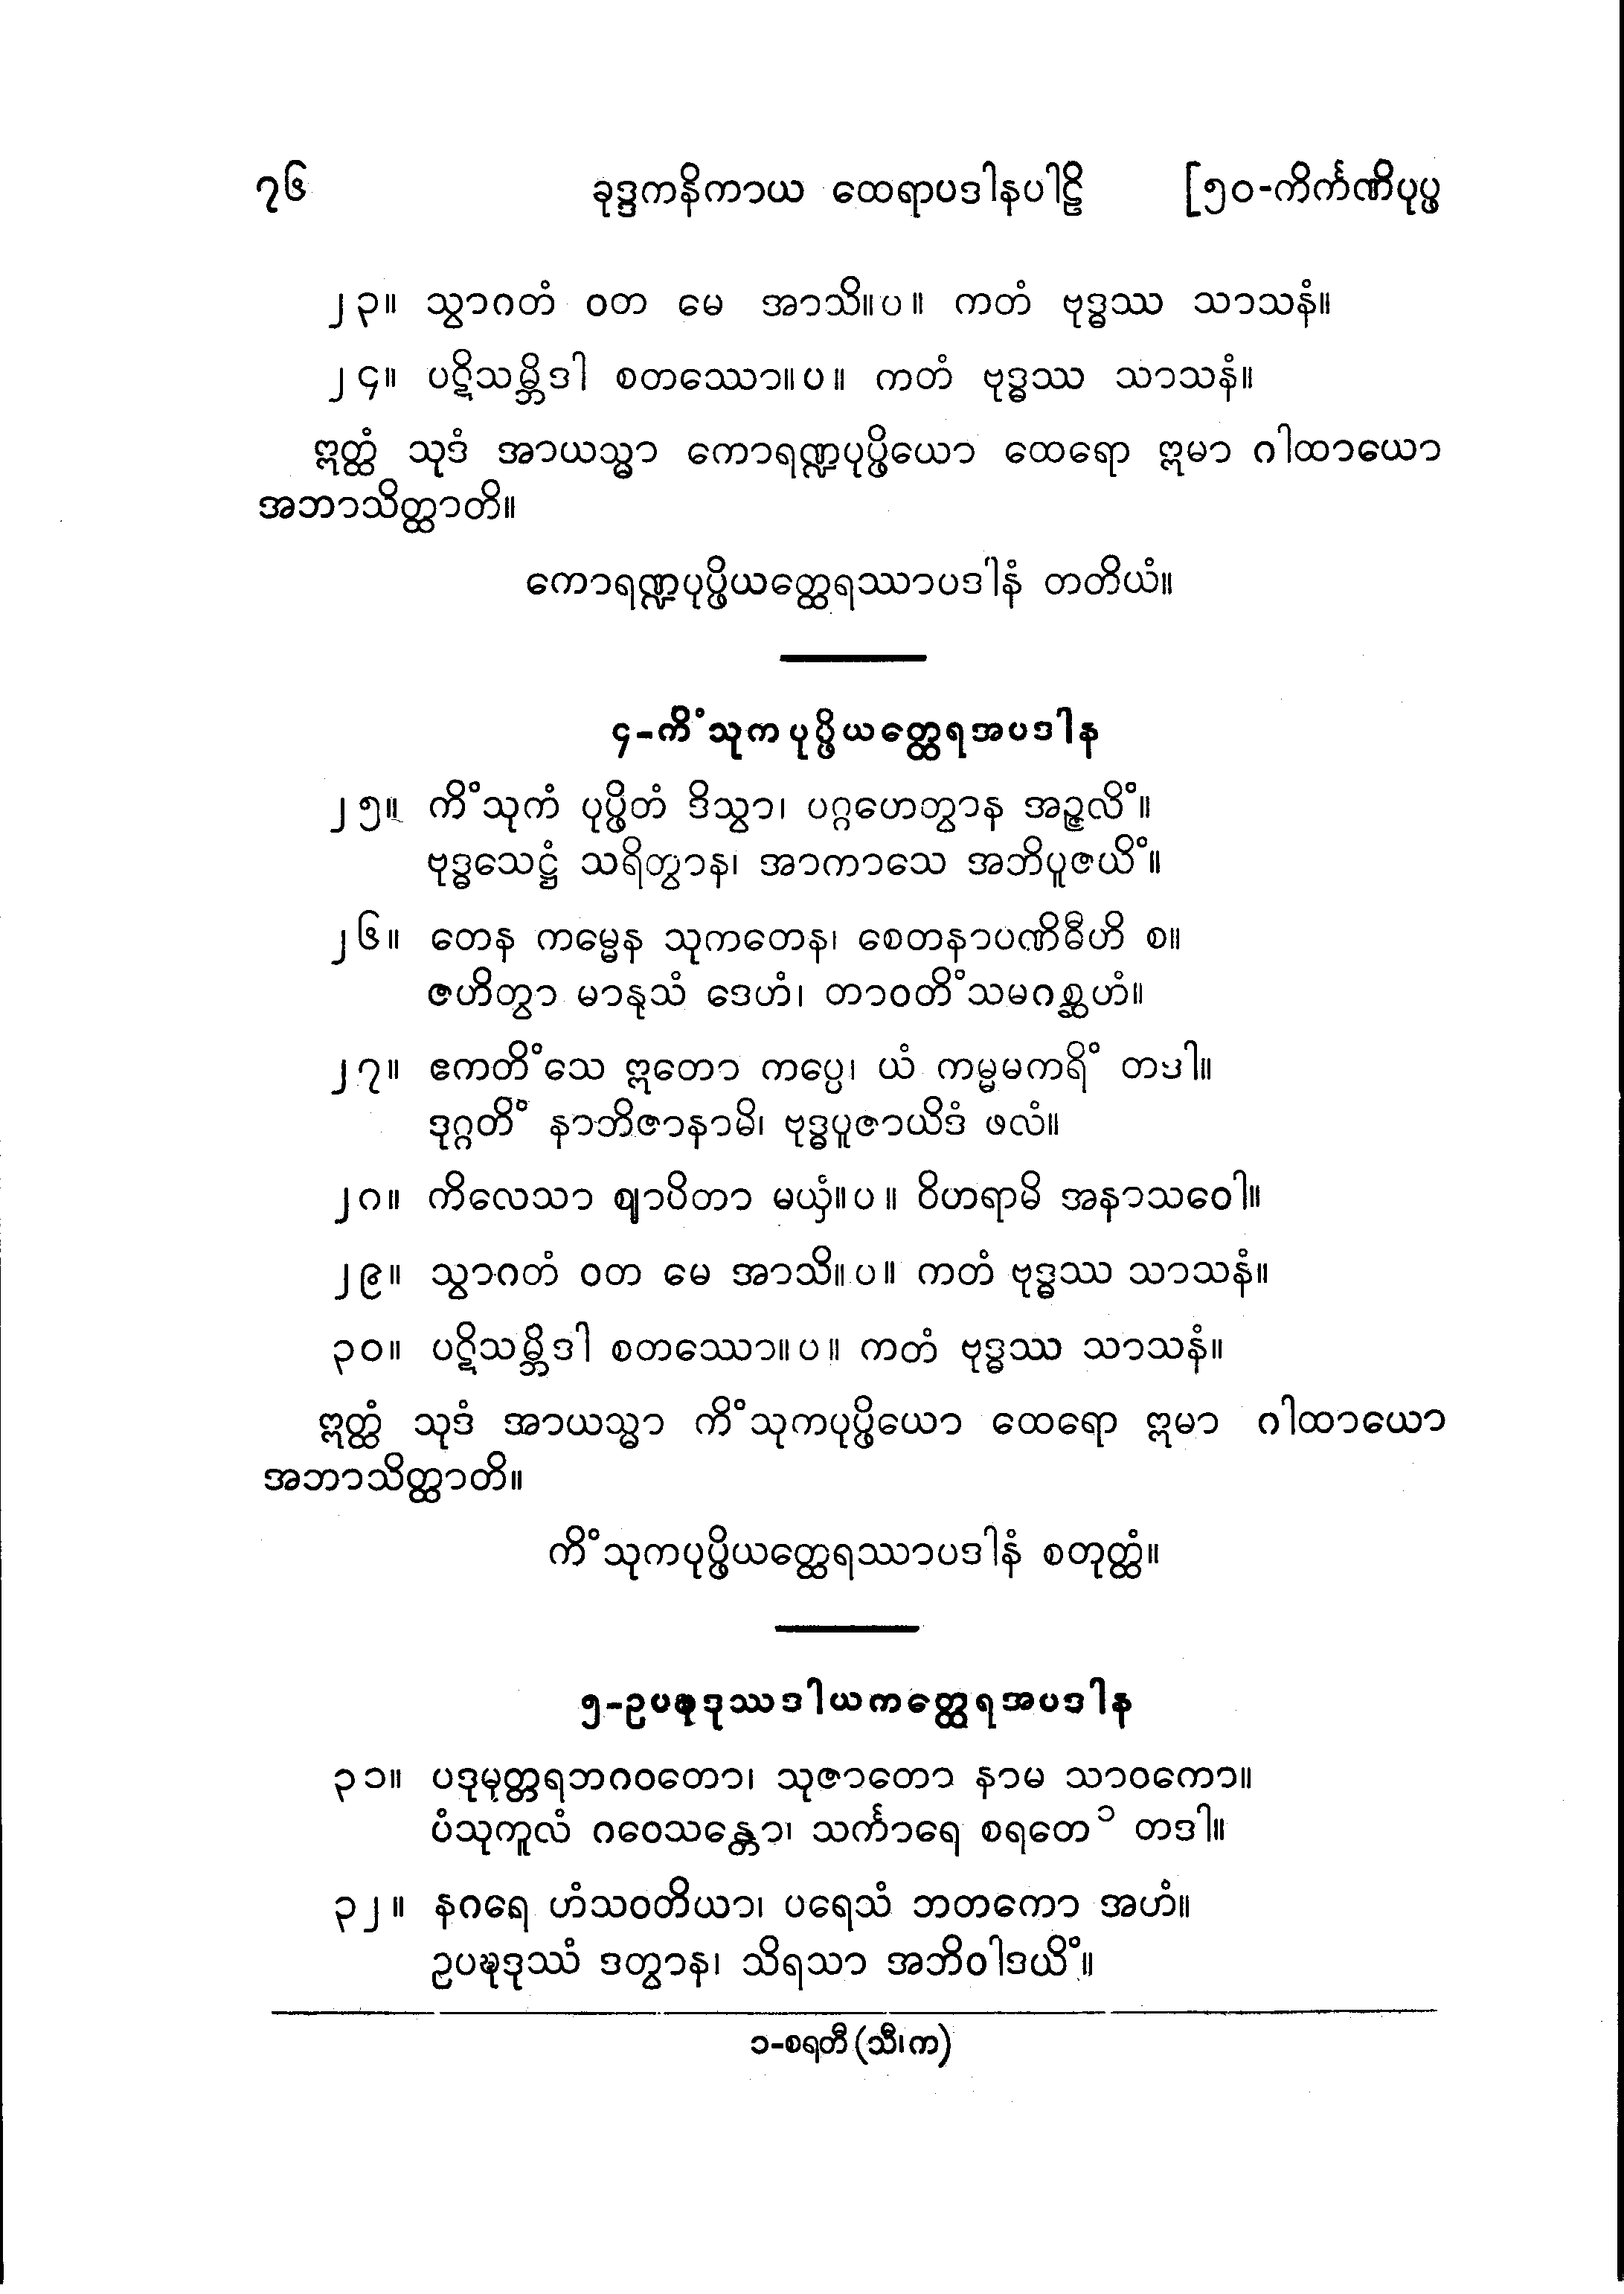 ၇၆ ခုဒ္ဒကနိကာယ ထေရာပဒါနပါဠိ [၅၀-ကိင်္ကဏိပုပ္ဖ
၂၃။ သွာဂတံ ဝတ မေ အာသိ။ပ။ ကတံ ဗုဒ္ဓဿ သာသနံ။
၂၄။ ပဋိသမ္ဘိဒါ စတဿော။ပ။ ကတံ ဗုဒ္ဓဿ သာသနံ။
ဣတ္ထံ သုဒံ အာယသ္မာ ကောရဏ္ဍပုပ္ဖိယော ထေရော ဣမာ ဂါထာယော
အဘာသိတ္ထာတိ။
ကောရဏ္ဍပုပ္ဖိယတ္ထေရဿာပဒါနံ တတိယံ။
၄-ကိံသုကပုပ္ဖိယတ္ထေရအပဒါန
၂၅။ ကိံသုကံ ပုပ္ဖိတံ ဒိသွာ၊ ပဂ္ဂဟေတွာန အဉ္ဇလိံ။
ဗုဒ္ဓသေဋ္ဌံ သရိတွာန၊ အာကာသေ အဘိပူဇယိံ။
၂၆။ တေန ကမ္မေန သုကတေန၊ စေတနာပဏိဓီဟိ စ။
ဇဟိတွာ မာနုသံ ဒေဟံ၊ တာဝတိံသမဂစ္ဆဟံ။
၂၇။ ဧကတိံသေ ဣတော ကပ္ပေ၊ ယံ ကမ္မမကရိံ တဒါ။
ဒုဂ္ဂတိံ နာဘိဇာနာမိ၊ ဗုဒ္ဓပူဇာယိဒံ ဖလံ။
၂၈။ ကိလေသာ ဈာပိတာ မယှံ။ပ။ ဝိဟရာမိ အနာသဝေါ။
၂၉။ သွာဂတံ ဝတ မေ အာသိ။ပ။ ကတံ ဗုဒ္ဓဿ သာသနံ။
၃၀။ ပဋိသမ္ဘိဒါ စတဿော။ပ။ ကတံ ဗုဒ္ဓဿ သာသနံ။
ဣတ္ထံ သုဒံ အာယသ္မာ ကိံသုကပုပ္ဖိယော ထေရော ဣမာ ဂါထာယော
အဘာသိတ္ထာတိ။
ကိံသုကပုပ္ဖိယတ္ထေရဿာပဒါနံ စတုတ္ထံ။
၅-ဥပဍ္ဎဒုဿဒါယကတ္ထေရအပဒါန
၃၁။ ပဒုမုတ္တရဘဂဝတော၊ သုဇာတော နာမ သာဝကော။
ပံသုကူလံ ဂဝေသန္တော၊ သင်္ကာရေ စရတေ ၁ တဒါ။
၃၂။ နဂရေ ဟံသဝတိယာ၊ ပရေသံ ဘတကော အဟံ။
ဥပဍ္ဎဒုဿံ ဒတွာန၊ သိရသာ အဘိဝါဒယိံ။
၁-စရတီ (သီ၊က)